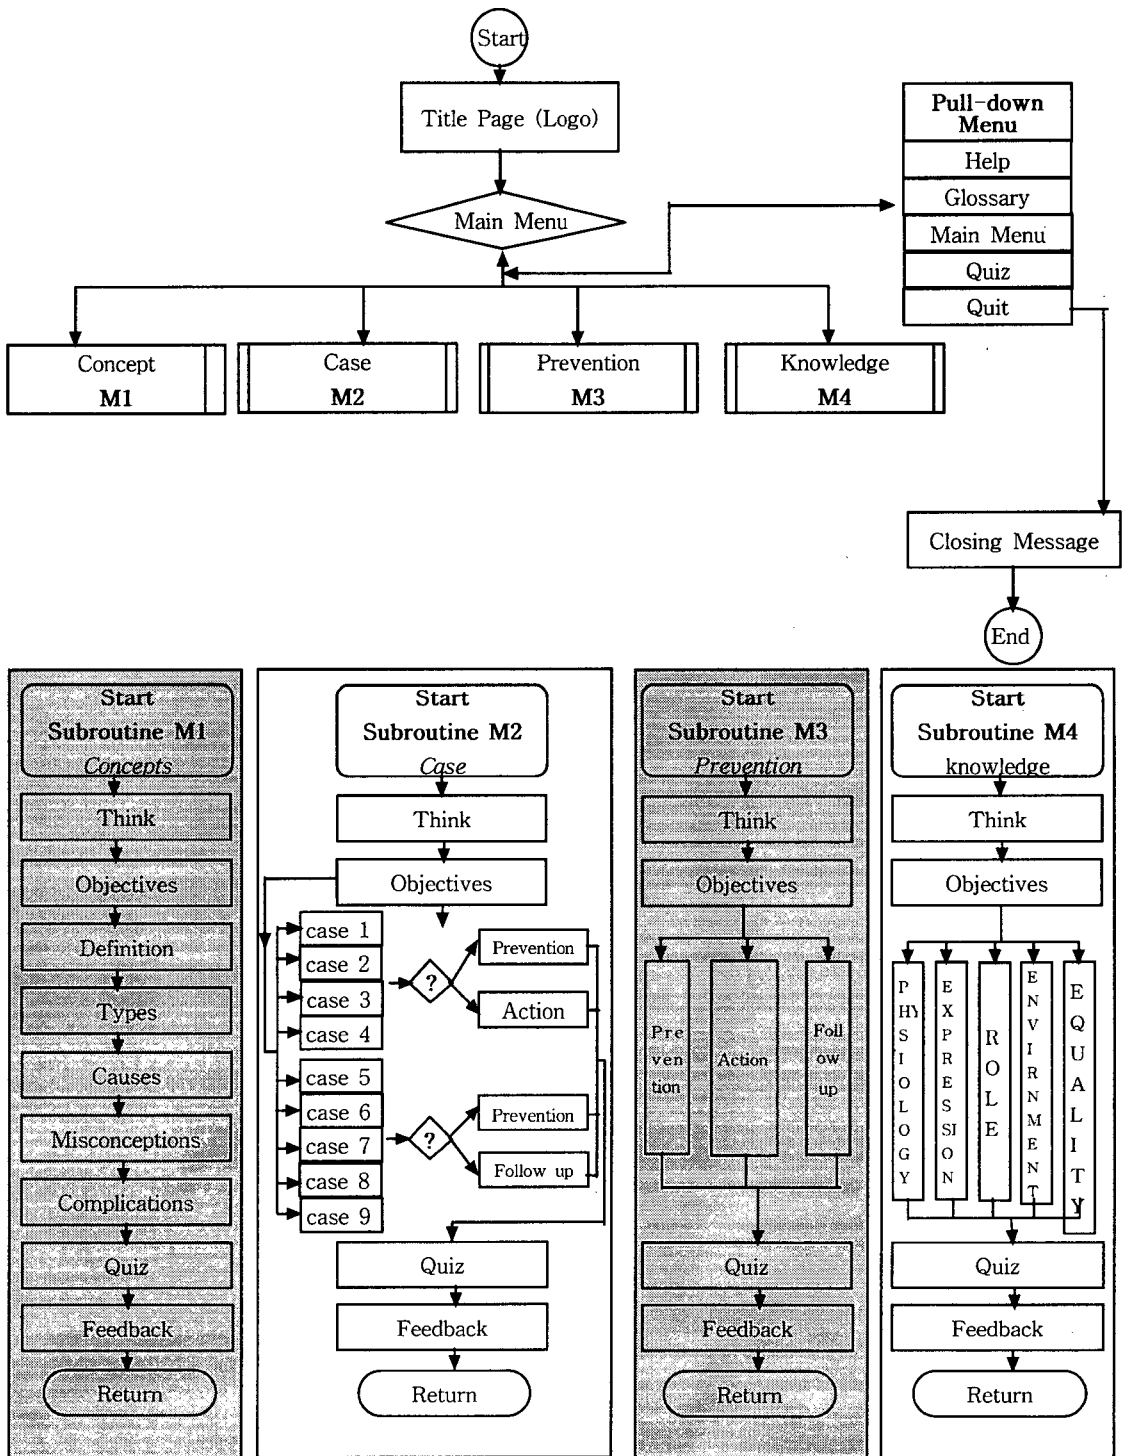 Start
Title Page (Logo)
Main Menu
Pull-down
Menu
Help
Glossary
Main Menu
Quiz
Quit
Concept
M1
Case
M2
Prevention
M3
Knowledge
M4
Closing Message
End
Start
Subroutine M1
Concepts
Think
Objectives
Definition
Types
Causes
Misconceptions
Complications
Quiz
Feedback
Return
Start
Subroutine M2
Case
Think
Objectives
case 1
case 2
case 3
case 4
?
Prevention
Action
case 5
case 6
case 7
case 8
case 9
?
Prevention
Follow up
Quiz
Feedback
Return
Start
Subroutine M3
Prevention
Think
Objectives
Pre
ven
tion
Action
Foll
ow
up
Quiz
Feedback
Return
Start
Subroutine M4
knowledge
Think
Objectives
PHYSIOLOGY
EXPRESSION
ROLE
ENVIRNMENT
EQUALITY
Quiz
Feedback
Return